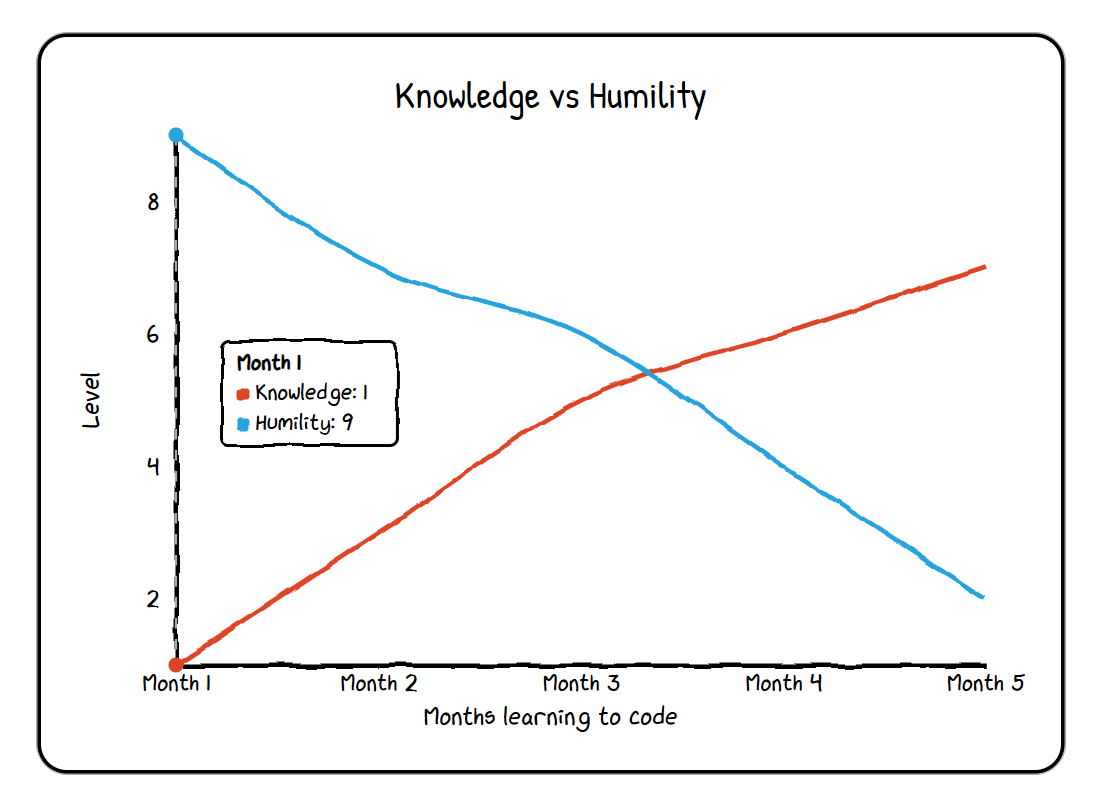 Knowledge vs Humility
8
6
4
2
Level
Month 1
Knowledge: 1
Humility: 9
Month 1 Month 2 Month 3 Month 4 Month 5
Months learning to code